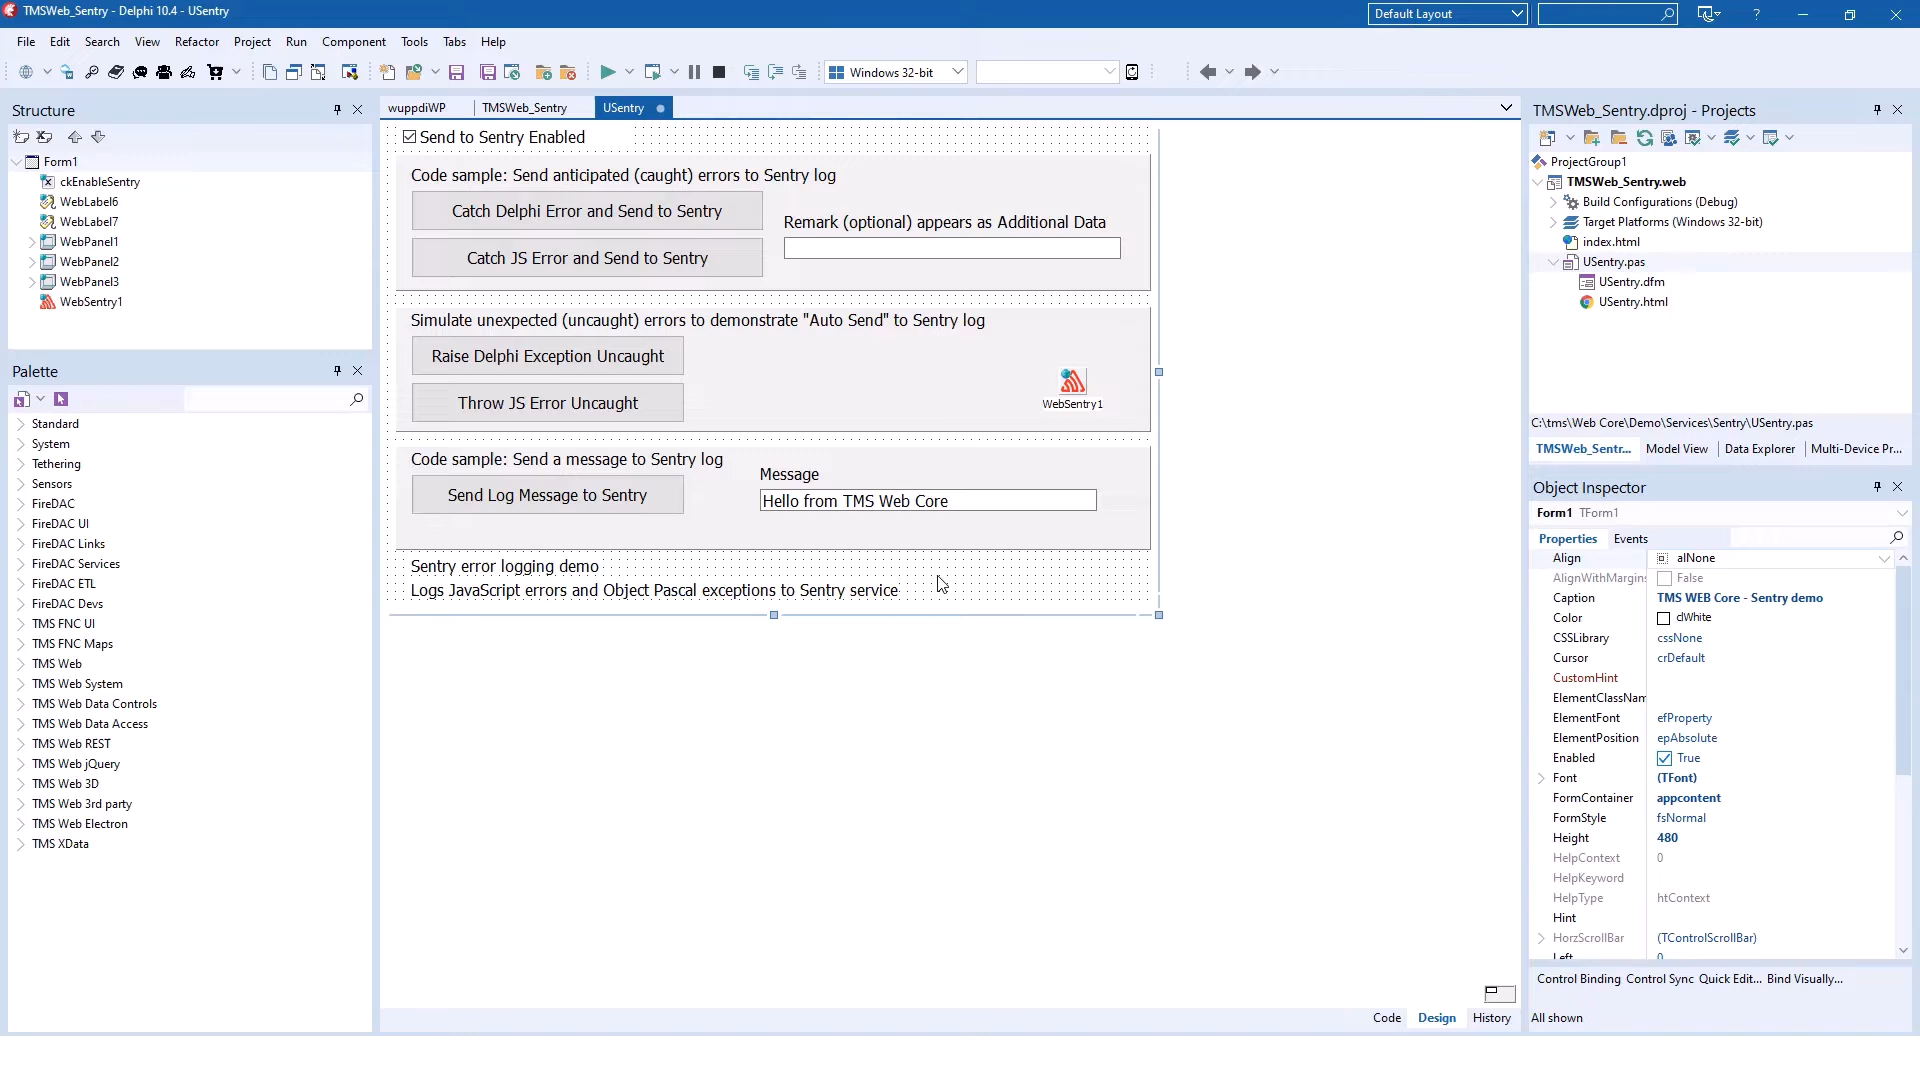 TMSWeb_Sentry - Delphi 10.4 - USentry
Default Layout
?
File Edit Search View Refactor Project Run Component Tools Tabs Help
Windows 32-bit
Structure
Form1
ckEnableSentry
WebLabel6
WebLabel7
WebPanel1
WebPanel2
WebPanel3
WebSentry1
Palette
Standard
System
Tethering
Sensors
FireDAC
FireDAC UI
FireDAC Links
FireDAC Services
FireDAC ETL
FireDAC Devs
TMS FNC UI
TMS FNC Maps
TMS Web
TMS Web System
TMS Web Data Controls
TMS Web Data Access
TMS Web REST
TMS Web jQuery
TMS Web 3D
TMS Web 3rd party
TMS Web Electron
TMS XData
wuppdiWP TMSWeb_Sentry USentry
Send to Sentry Enabled
Code sample: Send anticipated (caught) errors to Sentry log
Catch Delphi Error and Send to Sentry
Remark (optional) appears as Additional Data
Catch JS Error and Send to Sentry
Simulate unexpected (uncaught) errors to demonstrate "Auto Send" to Sentry log
Raise Delphi Exception Uncaught
Throw JS Error Uncaught
WebSentry1
Code sample: Send a message to Sentry log
Message
Send Log Message to Sentry
Hello from TMS Web Core
Sentry error logging demo
Logs JavaScript errors and Object Pascal exceptions to Sentry service
Code Design History
TMSWeb_Sentry.dproj - Projects
ProjectGroup1
TMSWeb_Sentry.web
Build Configurations (Debug)
Target Platforms (Windows 32-bit)
index.html
USentry.pas
USentry.dfm
USentry.html
C:\tms\Web Core\Demo\Services\Sentry\USentry.pas
TMSWeb_Sentr... Model View Data Explorer Multi-Device Pr...
Object Inspector
Form1 TForm1
Properties Events
Align alNone
AlignWithMargins False
Caption TMS WEB Core - Sentry demo
Color clWhite
CSSLibrary cssNone
Cursor crDefault
CustomHint
ElementClassNam
ElementFont efProperty
ElementPosition epAbsolute
Enabled True
Font (TFont)
FormContainer appcontent
FormStyle fsNormal
Height 480
HelpContext 0
HelpKeyword
HelpType htContext
Hint
HorzScrollBar (TControlScrollBar)
Left 0
Control Binding Control Sync Quick Edit... Bind Visually...
All shown